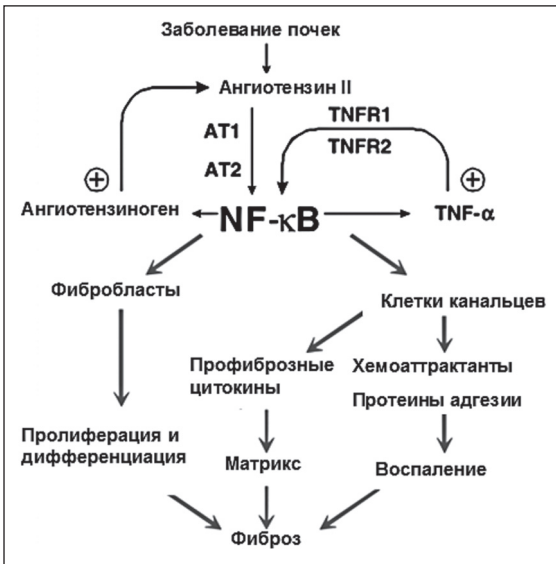 Заболевание почек
Ангиотензин II
AT1
TNFR1
TNFR2
AT2
Ангиотензиноген
NF-κB
TNF-α
Фибробласты
Клетки канальцев
Профиброзные
цитокины
Хемоаттрактанты
Протеины адгезии
Пролиферация и
дифференциация
Матрикс
Воспаление
Фиброз